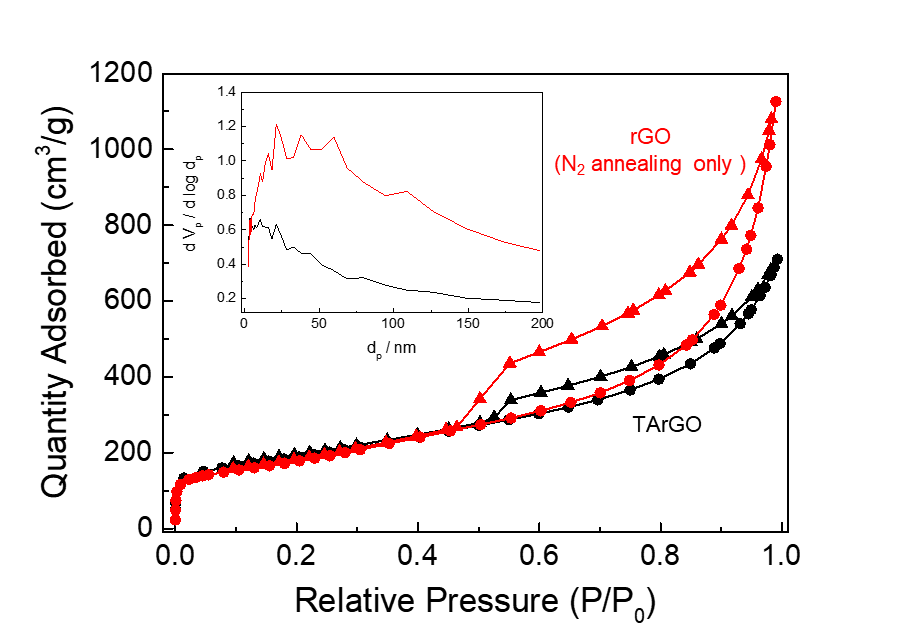 1200
1000
800
600
400
200
0
Quantity Adsorbed (cm³/g)
0.0 0.2 0.4 0.6 0.8 1.0
Relative Pressure (P/P₀)
1.4
1.2
1.0
0.8
0.6
0.4
0.2
d Vₚ / d log dₚ
0 50 100 150 200
dₚ / nm
rGO
(N₂ annealing only )
TArGO